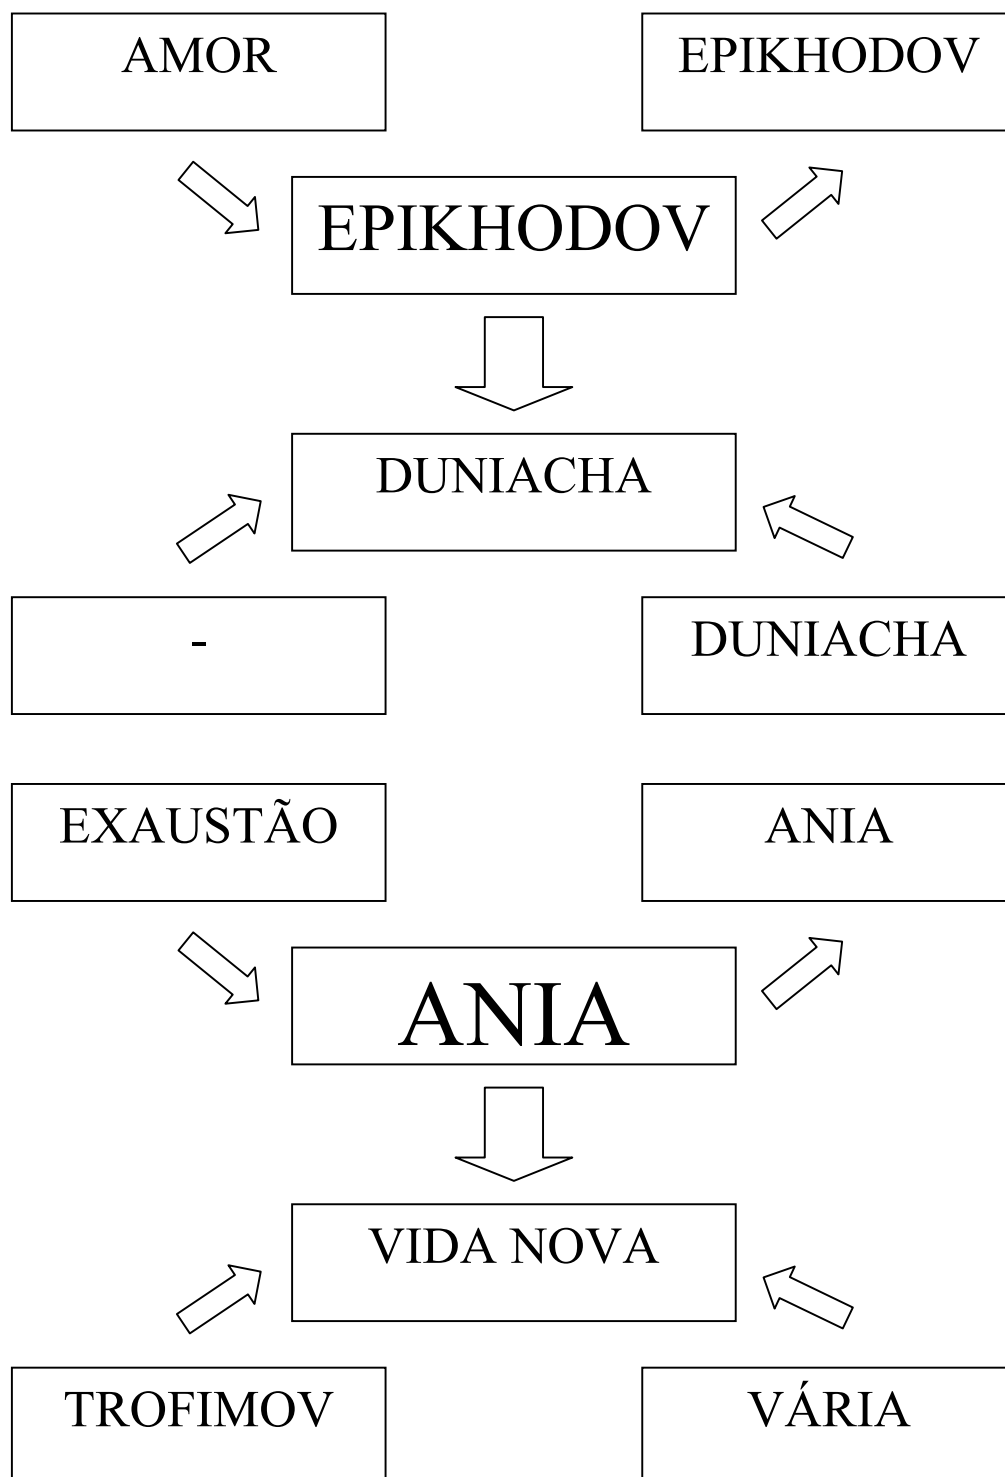 AMOR
EPIKHODOV
EPIKHODOV
DUNIACHA
-
DUNIACHA
EXAUSTÃO
ANIA
ANIA
VIDA NOVA
TROFIMOV
VÁRIA